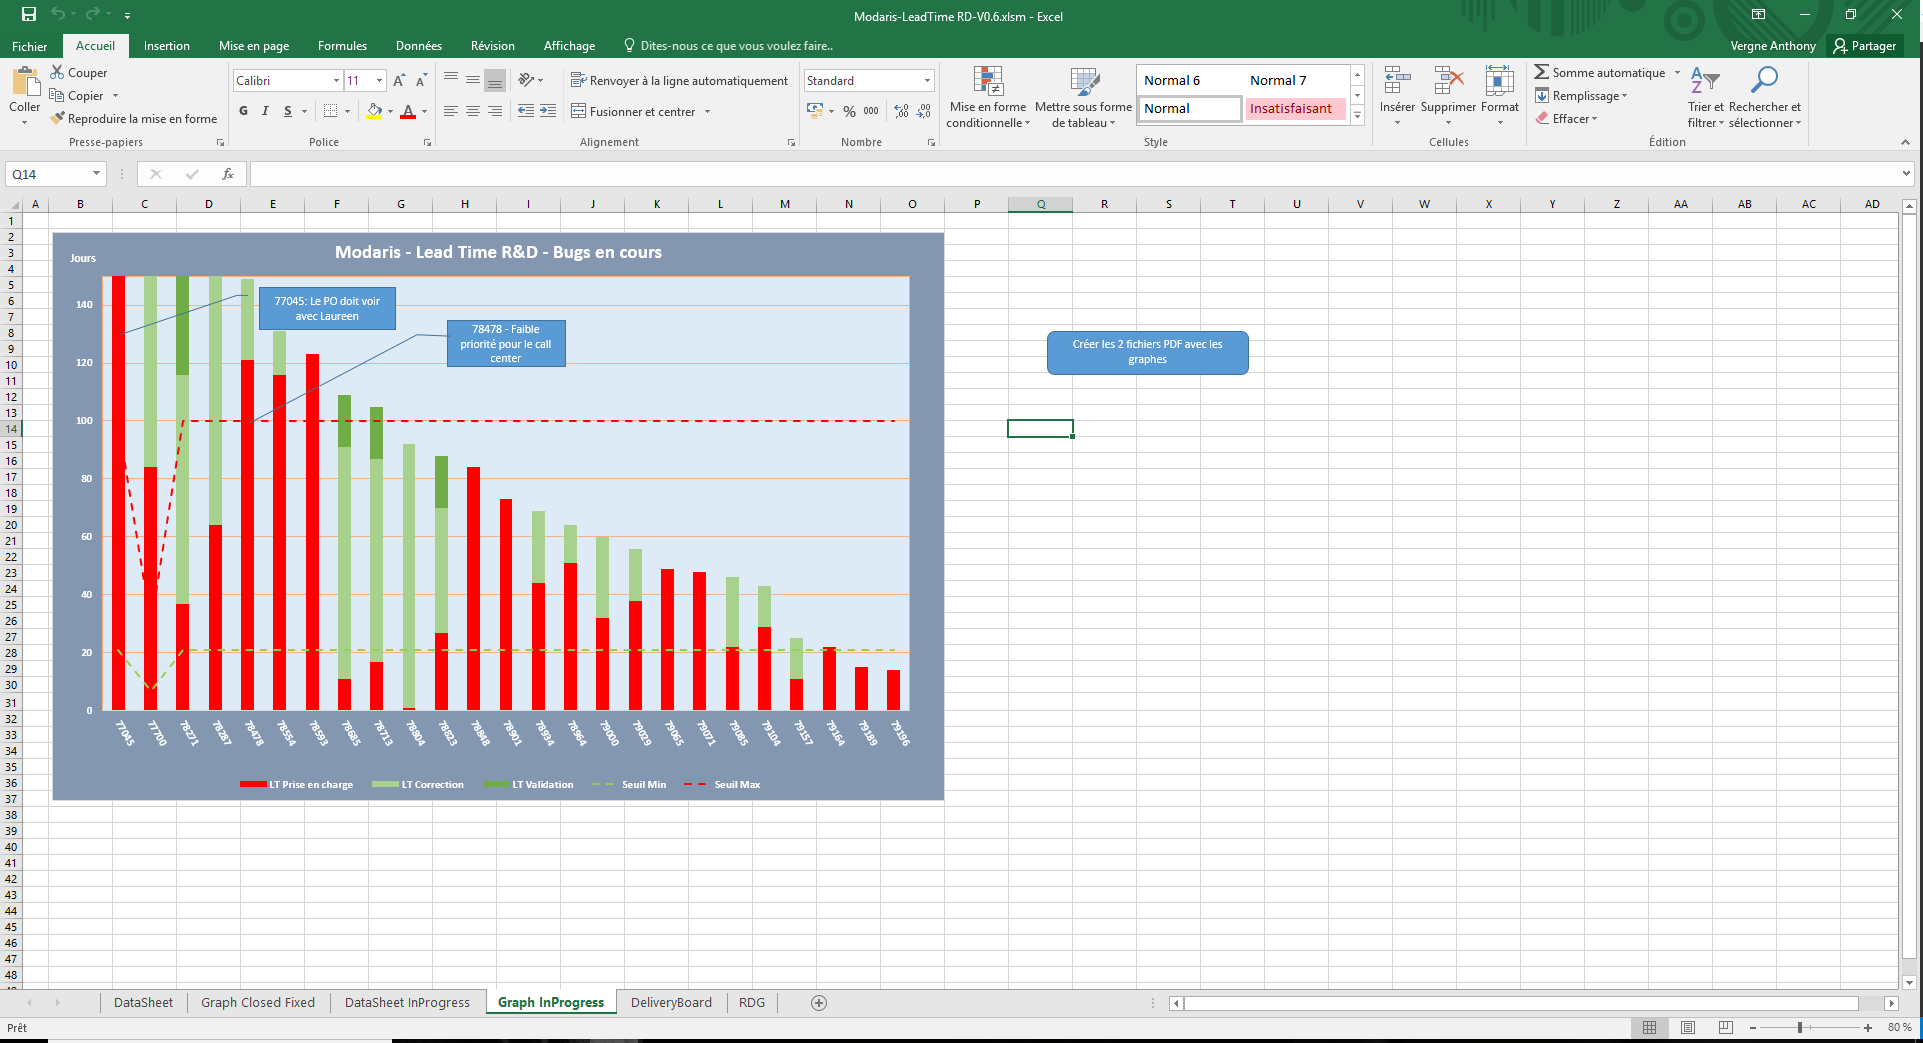 Modaris-LeadTime RD-V0.6.xlsm - Excel
Fichier Accueil Insertion Mise en page Formules Données Révision Affichage Dites-nous ce que vous voulez faire.. Vergne Anthony Partager
Coller
Couper
Copier
Reproduire la mise en forme
Presse-papiers
Calibri 11
G I S
Police
Renvoyer à la ligne automatiquement
Fusionner et centrer
Alignement
Standard
% 000
Nombre
Mise en forme
conditionnelle
Mettre sous forme
de tableau
Normal 6 Normal 7
Normal Insatisfaisant
Style
Insérer Supprimer Format
Cellules
Somme automatique
Remplissage
Effacer
Trier et
filtrer
Rechercher et
sélectionner
Édition
Q14 fx
A B C D E F G H I J K L M N O P Q R S T U V W X Y Z AA AB AC AD
1
2
3
4
5
6
7
8
9
10
11
12
13
14
15
16
17
18
19
20
21
22
23
24
25
26
27
28
29
30
31
32
33
34
35
36
37
38
39
40
41
42
43
44
45
46
47
48
Modaris - Lead Time R&D - Bugs en cours
Jours
140
120
100
80
60
40
20
0
77045: Le PO doit voir
avec Laureen
78478 - Faible
priorité pour le call
center
77045 77700 78271 78287 78478 78554 78593 78685 78713 78804 78823 78848 78901 78934 78964 79000 79029 79065 79071 79085 79104 79157 79164 79189 79196
LT Prise en charge LT Correction LT Validation Seuil Min Seuil Max
Créer les 2 fichiers PDF avec les
graphes
DataSheet Graph Closed Fixed DataSheet InProgress Graph InProgress DeliveryBoard RDG
Prêt 80 %